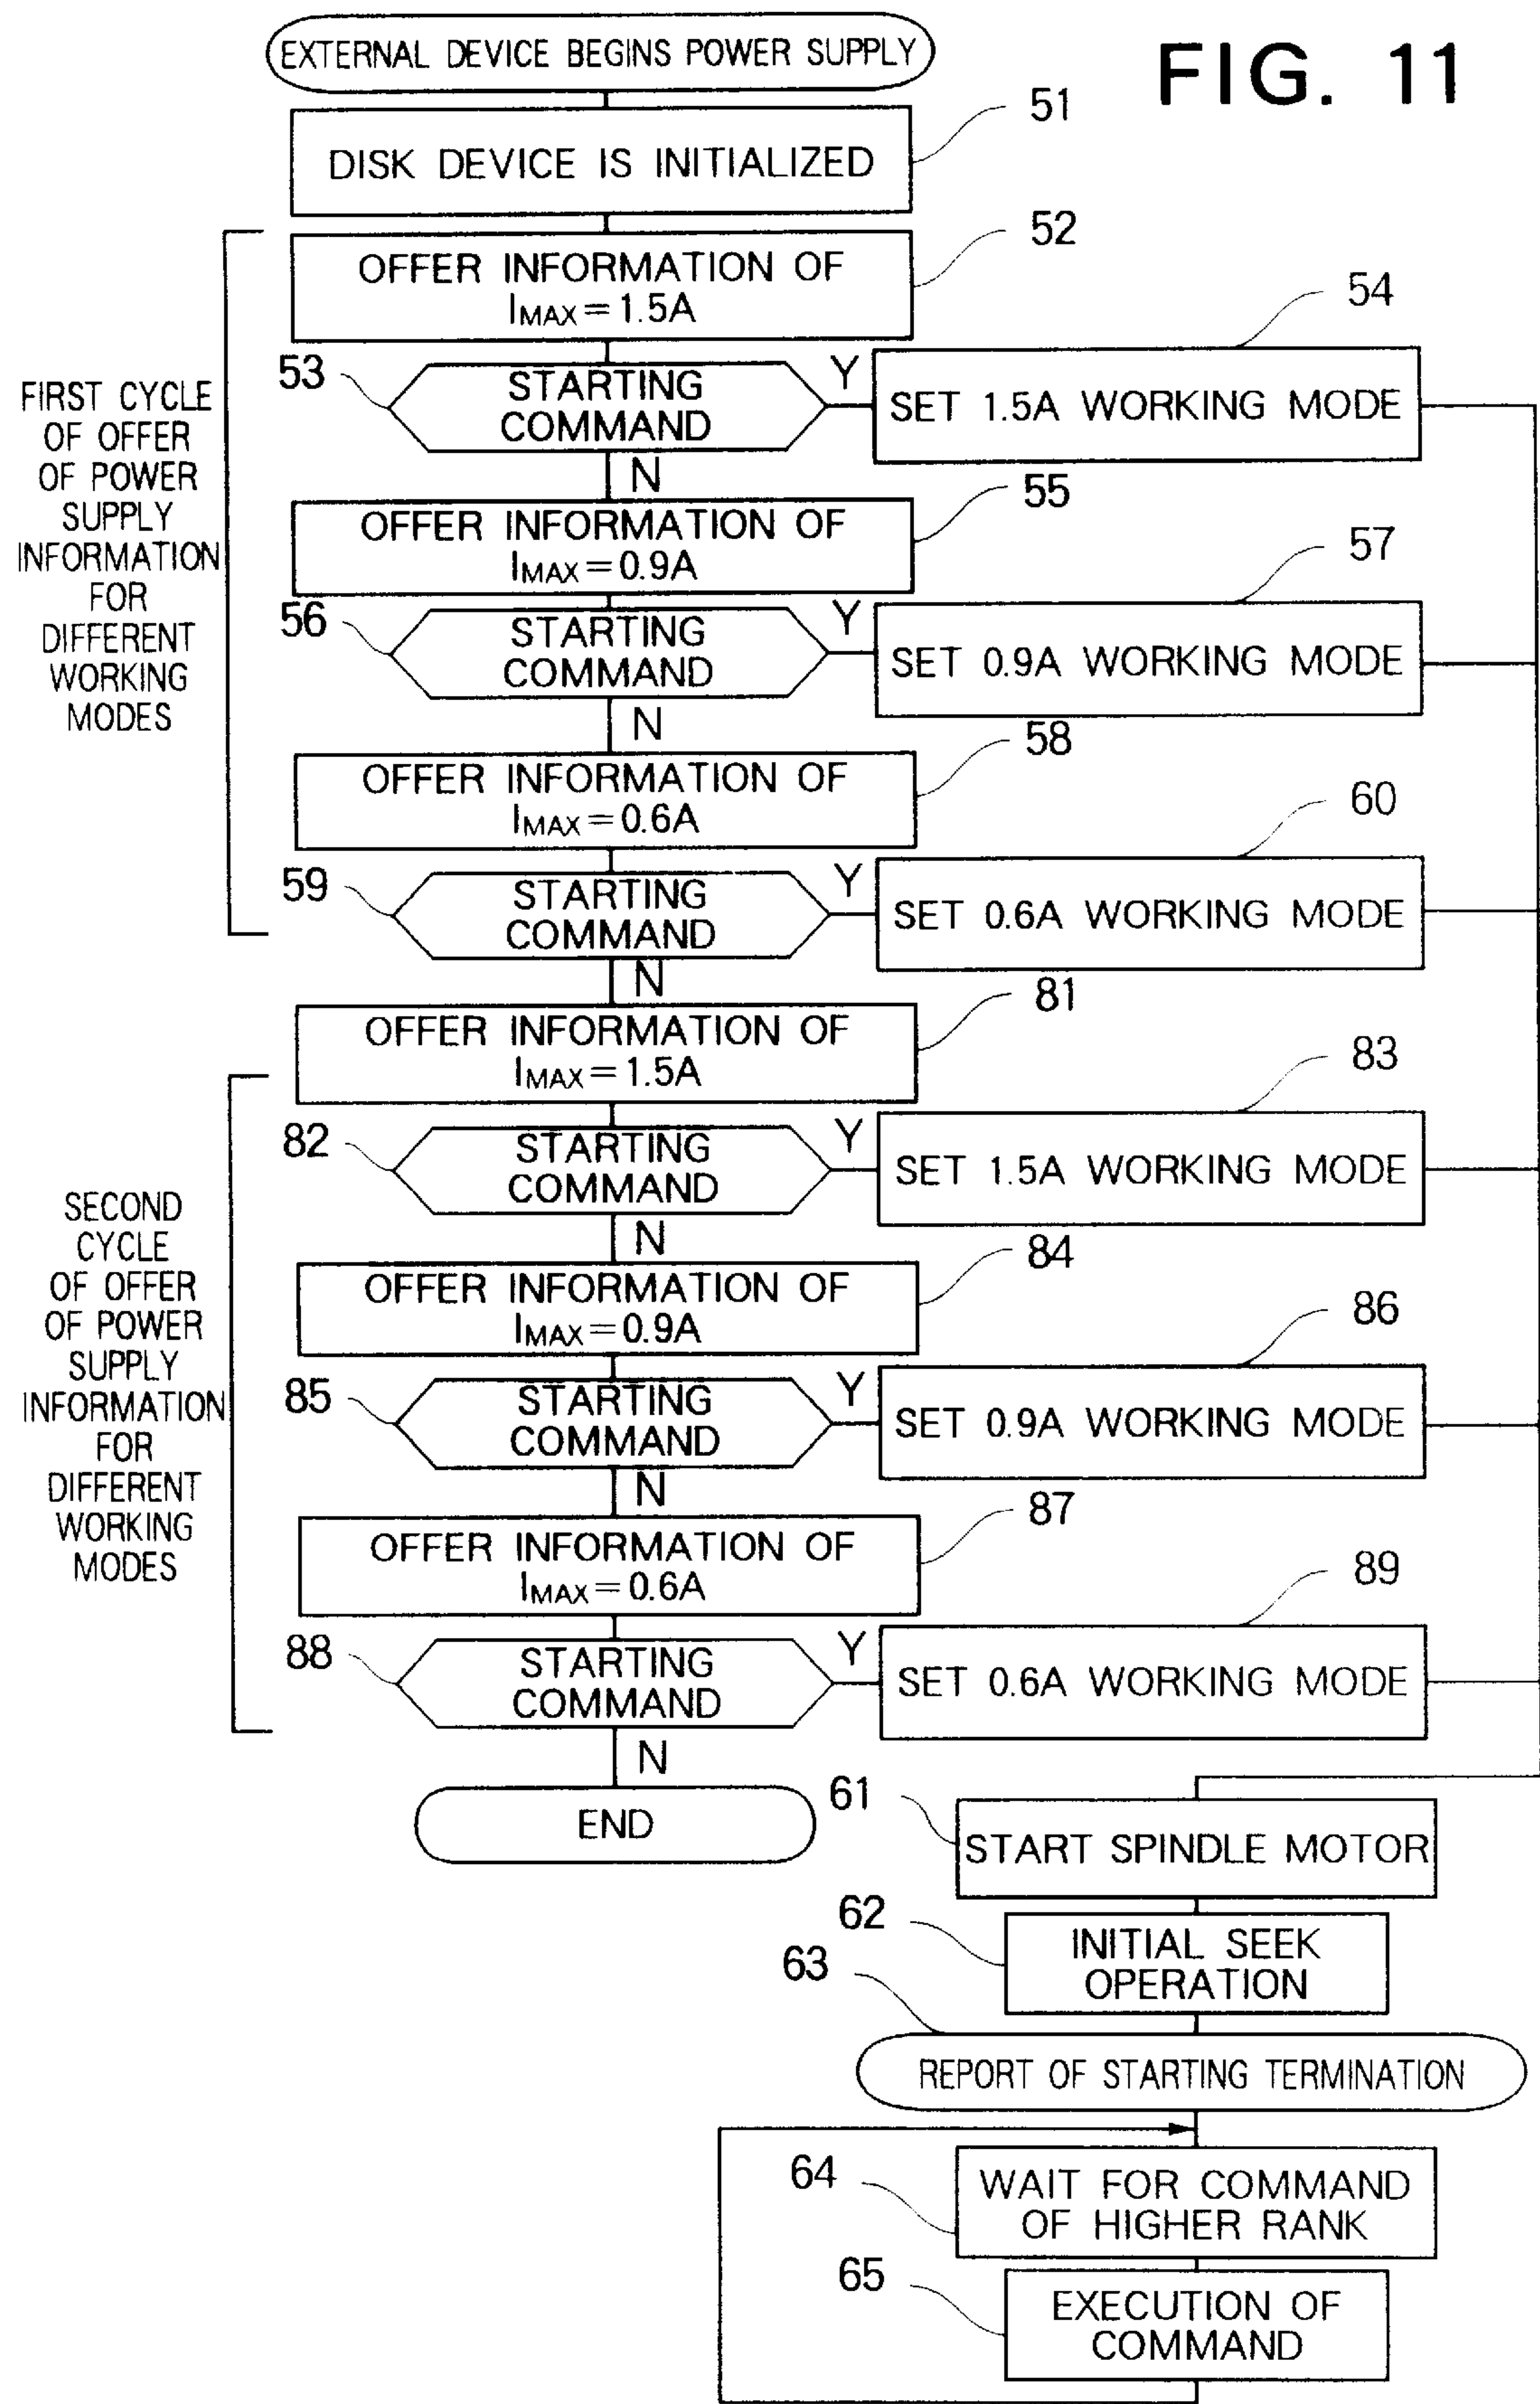 EXTERNAL DEVICE BEGINS POWER SUPPLY
FIG. 11
51
DISK DEVICE IS INITIALIZED
52
OFFER INFORMATION OF
IMAX = 1.5A
54
53
STARTING
COMMAND
Y
SET 1.5A WORKING MODE
N
FIRST CYCLE
OF OFFER
OF POWER
SUPPLY
INFORMATION
FOR
DIFFERENT
WORKING
MODES
55
OFFER INFORMATION OF
IMAX = 0.9A
57
56
STARTING
COMMAND
Y
SET 0.9A WORKING MODE
N
58
OFFER INFORMATION OF
IMAX = 0.6A
60
59
STARTING
COMMAND
Y
SET 0.6A WORKING MODE
N
81
OFFER INFORMATION OF
IMAX = 1.5A
83
82
STARTING
COMMAND
Y
SET 1.5A WORKING MODE
N
SECOND
CYCLE
OF OFFER
OF POWER
SUPPLY
INFORMATION
FOR
DIFFERENT
WORKING
MODES
84
OFFER INFORMATION OF
IMAX = 0.9A
86
85
STARTING
COMMAND
Y
SET 0.9A WORKING MODE
N
87
OFFER INFORMATION OF
IMAX = 0.6A
89
88
STARTING
COMMAND
Y
SET 0.6A WORKING MODE
N
END
61
START SPINDLE MOTOR
62
INITIAL SEEK
OPERATION
63
REPORT OF STARTING TERMINATION
64
WAIT FOR COMMAND
OF HIGHER RANK
65
EXECUTION OF
COMMAND